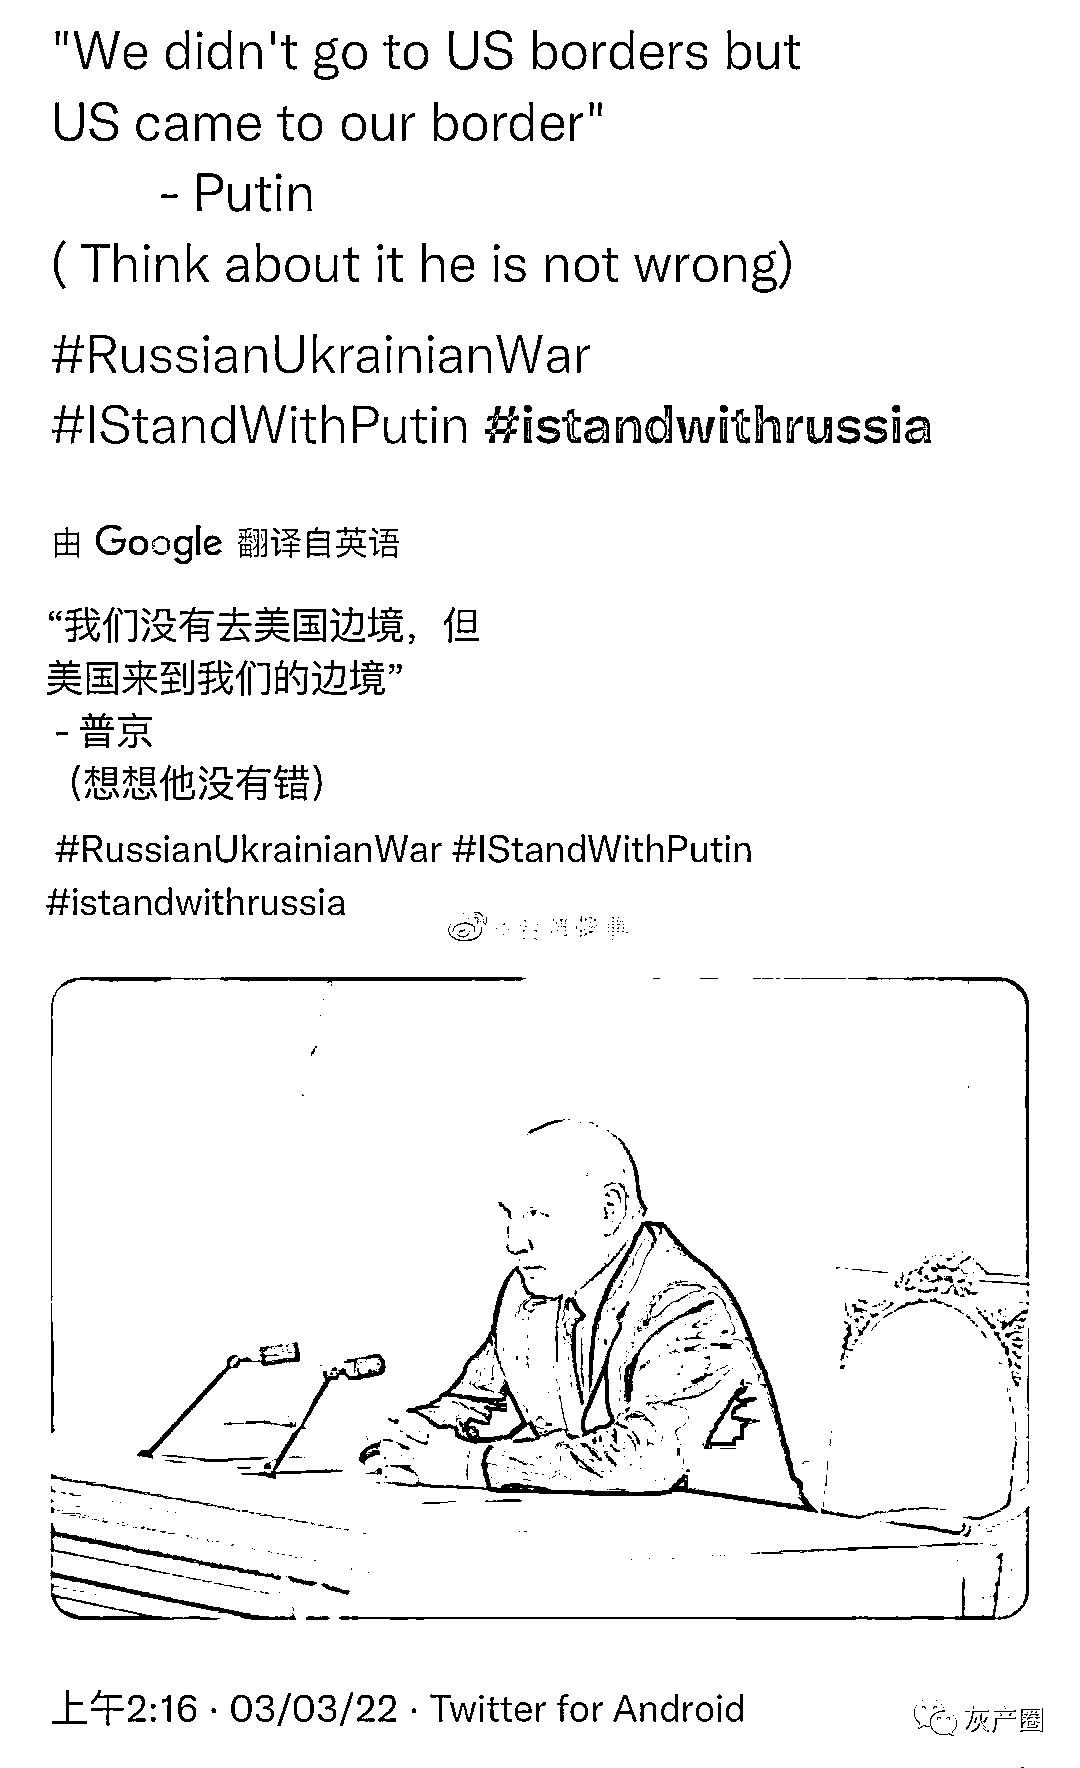 "We didn't go to US borders but
US came to our border"
- Putin
( Think about it he is not wrong)
#RussianUkrainianWar
#IStandWithPutin #istandwithrussia
由 Google 翻译自英语
“我们没有去美国边境，但
美国来到我们的边境”
- 普京
（想想他没有错）
#RussianUkrainianWar #IStandWithPutin
#istandwithrussia
上午2:16 · 03/03/22 · Twitter for Android
灰产圈